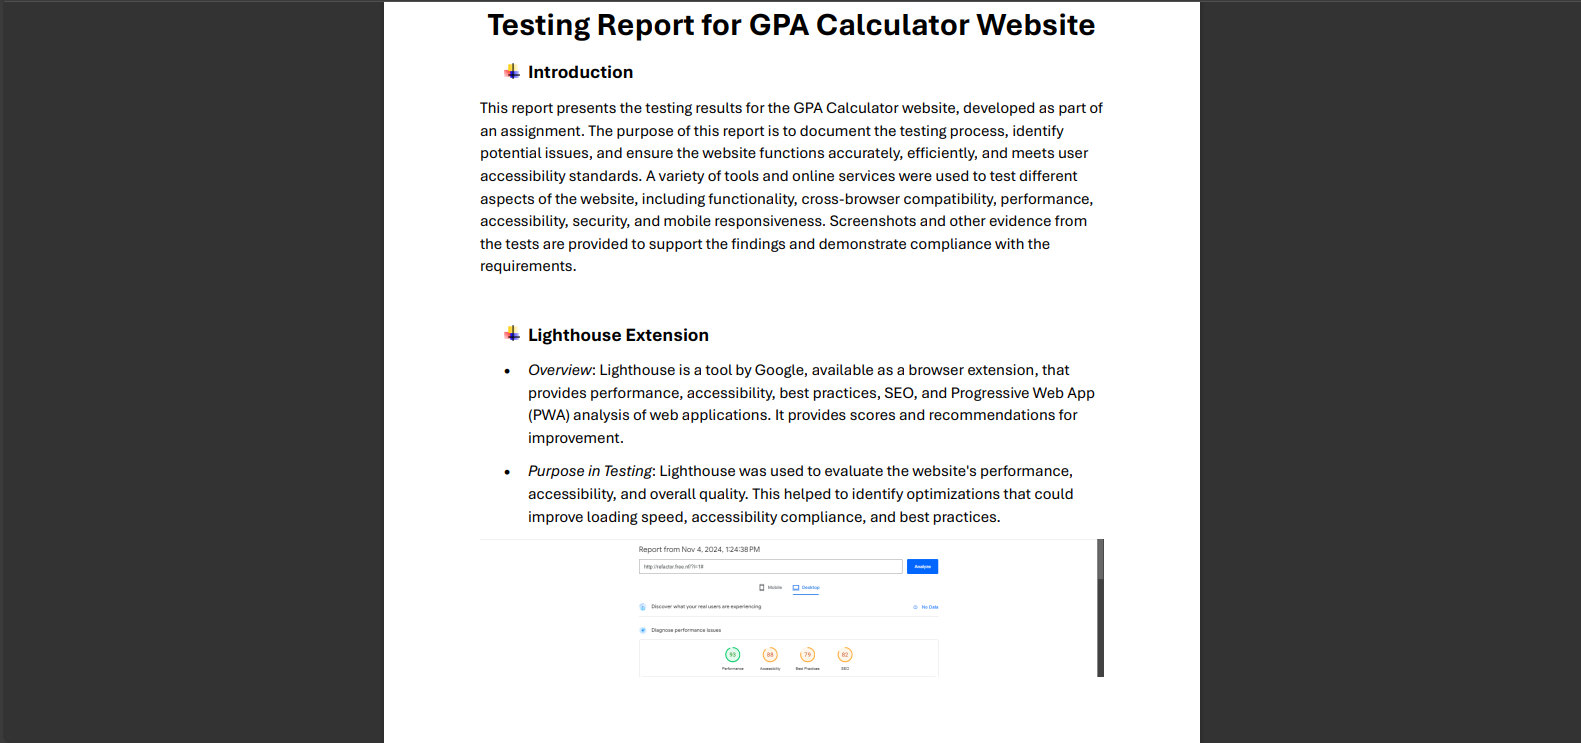 Testing Report for GPA Calculator Website
Introduction
This report presents the testing results for the GPA Calculator website, developed as part of
an assignment. The purpose of this report is to document the testing process, identify
potential issues, and ensure the website functions accurately, efficiently, and meets user
accessibility standards. A variety of tools and online services were used to test different
aspects of the website, including functionality, cross-browser compatibility, performance,
accessibility, security, and mobile responsiveness. Screenshots and other evidence from
the tests are provided to support the findings and demonstrate compliance with the
requirements.
Lighthouse Extension
• Overview: Lighthouse is a tool by Google, available as a browser extension, that
provides performance, accessibility, best practices, SEO, and Progressive Web App
(PWA) analysis of web applications. It provides scores and recommendations for
improvement.
• Purpose in Testing: Lighthouse was used to evaluate the website's performance,
accessibility, and overall quality. This helped to identify optimizations that could
improve loading speed, accessibility compliance, and best practices.
Report from Nov 4, 2024, 1:24:38 PM
Analyze
Mobile Desktop
Discover what your real users are experiencing No Data
Diagnose performance issues
93 88 79 82
Performance Accessibility Best Practices SEO